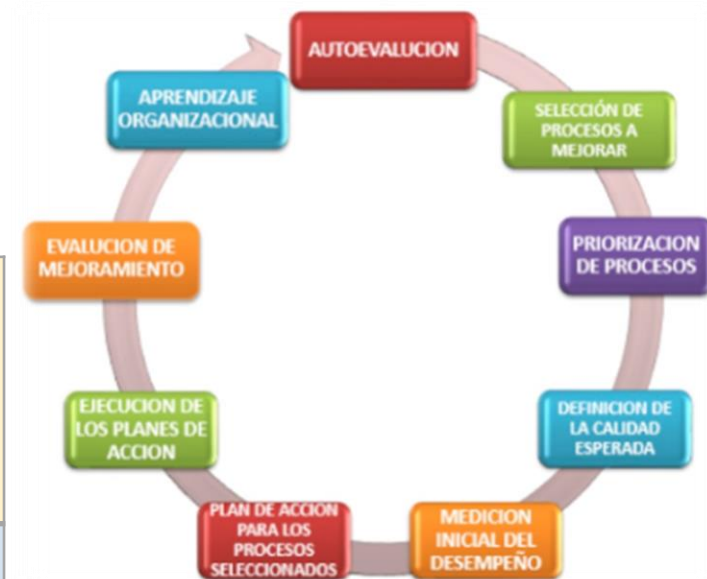 AUTOEVALUCION
SELECCIÓN DE
PROCESOS A
MEJORAR
PRIORIZACION
DE PROCESOS
DEFINICION DE
LA CALIDAD
ESPERADA
MEDICION
INICIAL DEL
DESEMPEÑO
PLAN DE ACCION
PARA LOS
PROCESOS
SELECCIONADOS
EJECUCION DE
LOS PLANES DE
ACCION
EVALUCION DE
MEJORAMIENTO
APRENDIZAJE
ORGANIZACIONAL